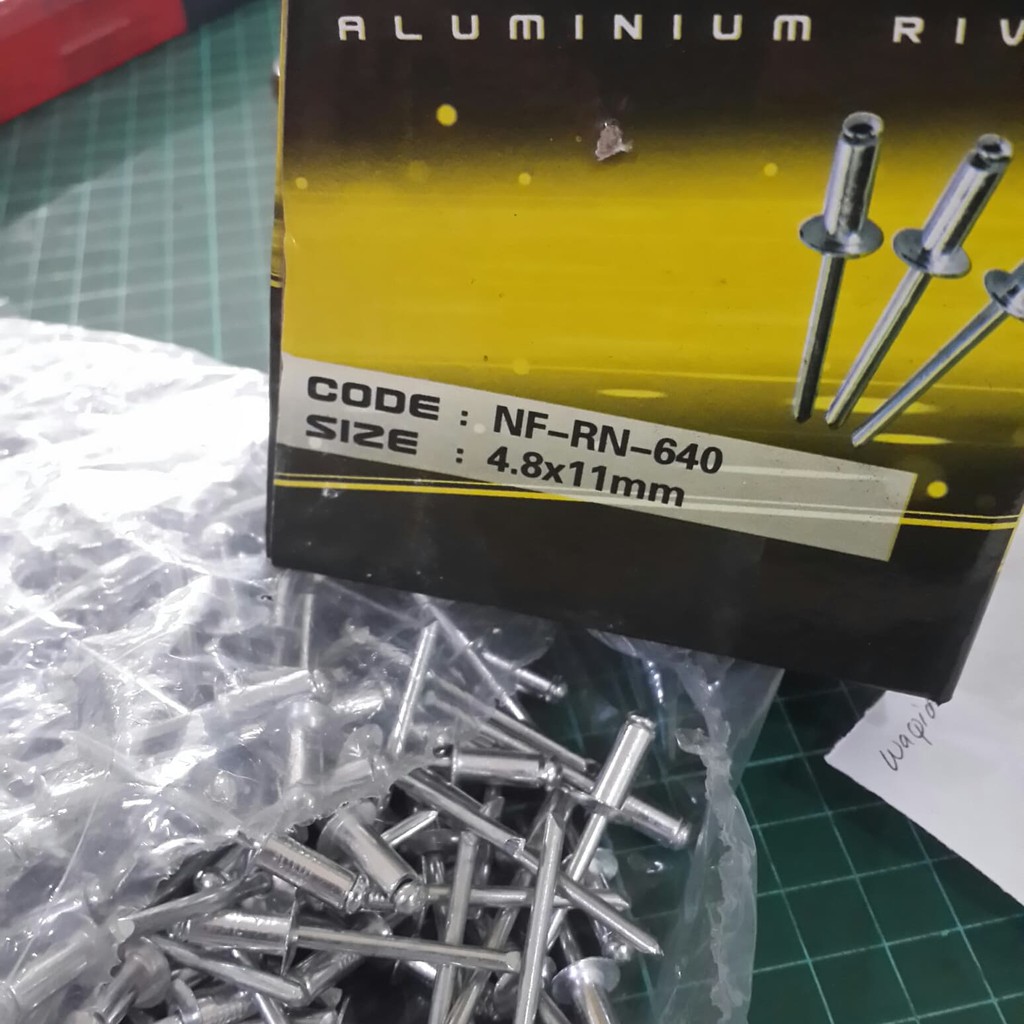 ALUMINIUM RIV
CODE : NF-RN-640
SIZE : 4.8x11mm